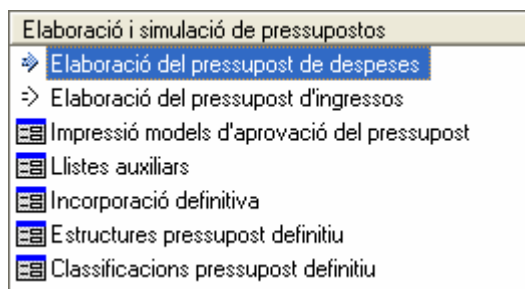 Elaboració i simulació de pressupostos
Elaboració del pressupost de despeses
Elaboració del pressupost d'ingressos
Impressió models d'aprovació del pressupost
Llistes auxiliars
Incorporació definitiva
Estructures pressupost definitiu
Classificacions pressupost definitiu